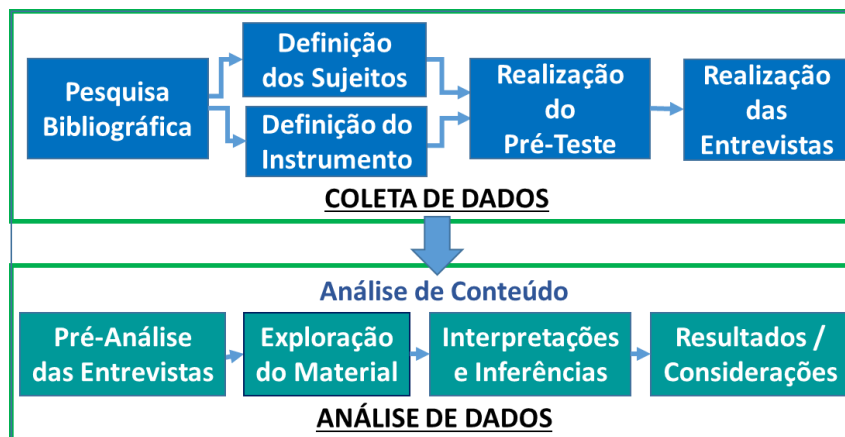 Pesquisa
Bibliográfica
Definição
dos Sujeitos
Definição do
Instrumento
Realização
do
Pré-Teste
Realização
das
Entrevistas
COLETA DE DADOS
Análise de Conteúdo
Pré-Análise
das Entrevistas
Exploração
do Material
Interpretações
e Inferências
Resultados /
Considerações
ANÁLISE DE DADOS